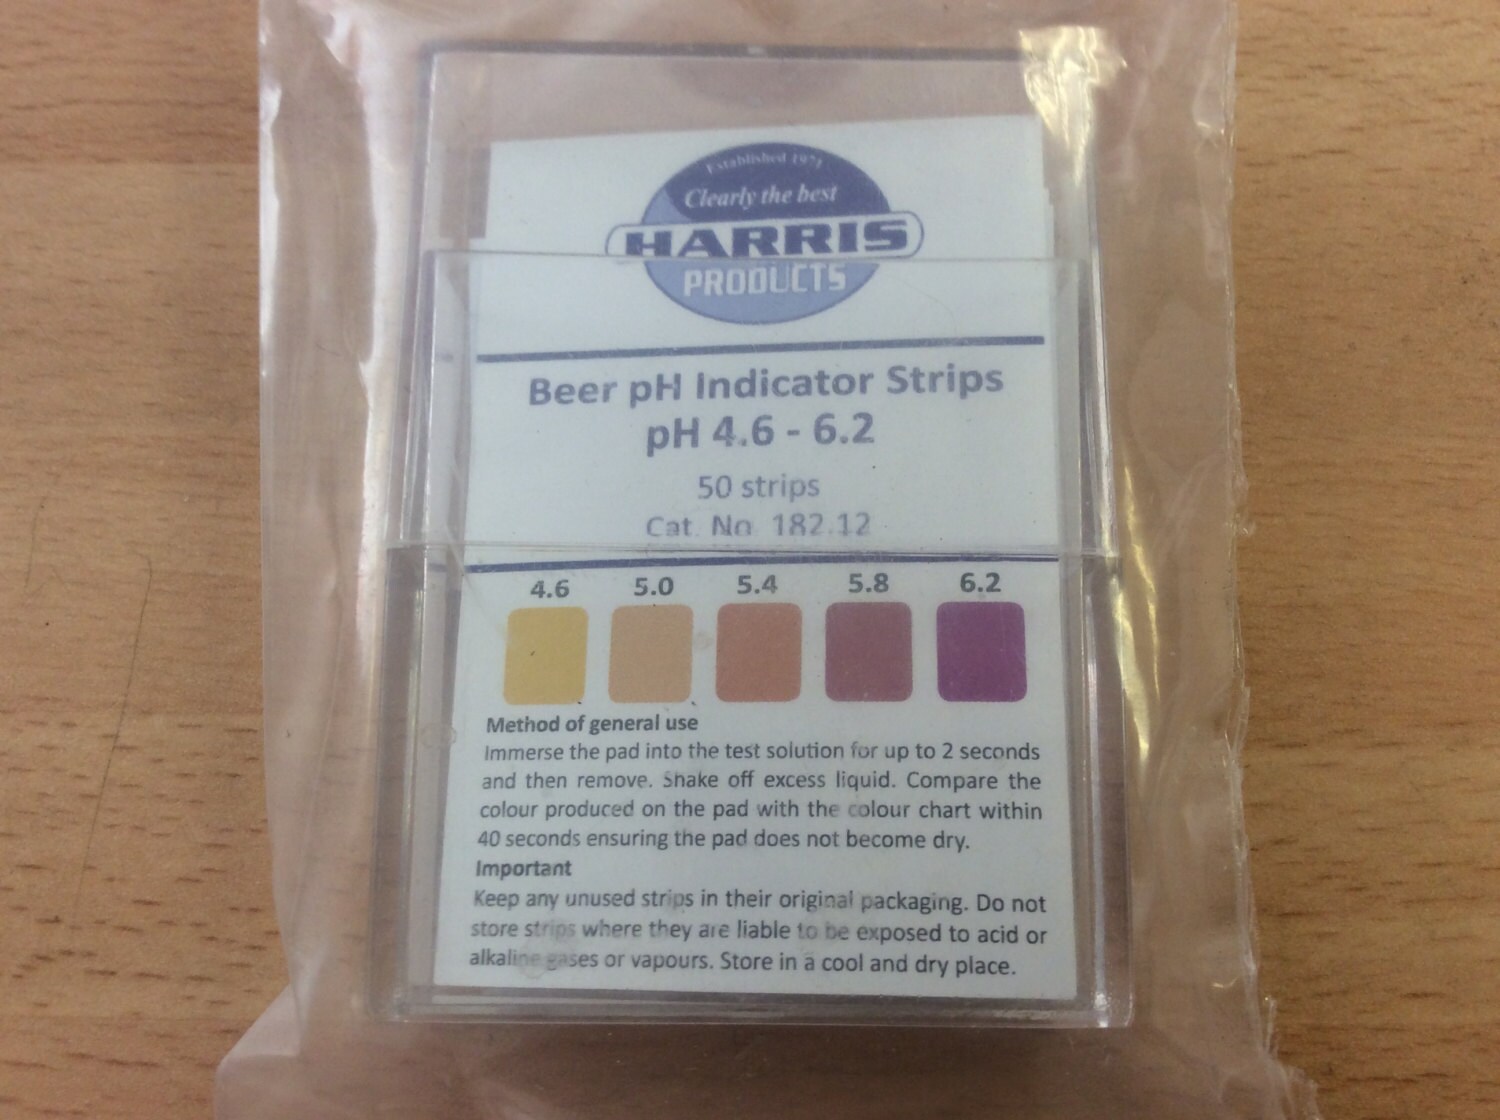 Established 1971
Clearly the best
HARRIS
PRODUCTS
Beer pH Indicator Strips
pH 4.6 - 6.2
50 strips
Cat. No 182.12
4.6 5.0 5.4 5.8 6.2
Method of general use
Immerse the pad into the test solution for up to 2 seconds
and then remove. Shake off excess liquid. Compare the
colour produced on the pad with the colour chart within
40 seconds ensuring the pad does not become dry.
Important
Keep any unused strips in their original packaging. Do not
store strips where they are liable to be exposed to acid or
alkaline gases or vapours. Store in a cool and dry place.